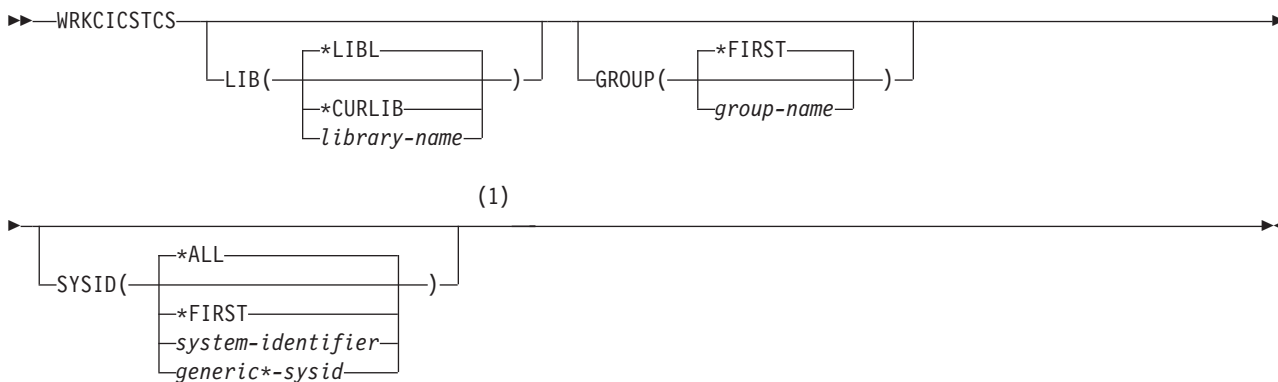 WRKCICSTCS
LIB(
*LIBL
*CURLIB
library-name
)
GROUP(
*FIRST
group-name
)
(1)
SYSID(
*ALL
*FIRST
system-identifier
generic*-sysid
)